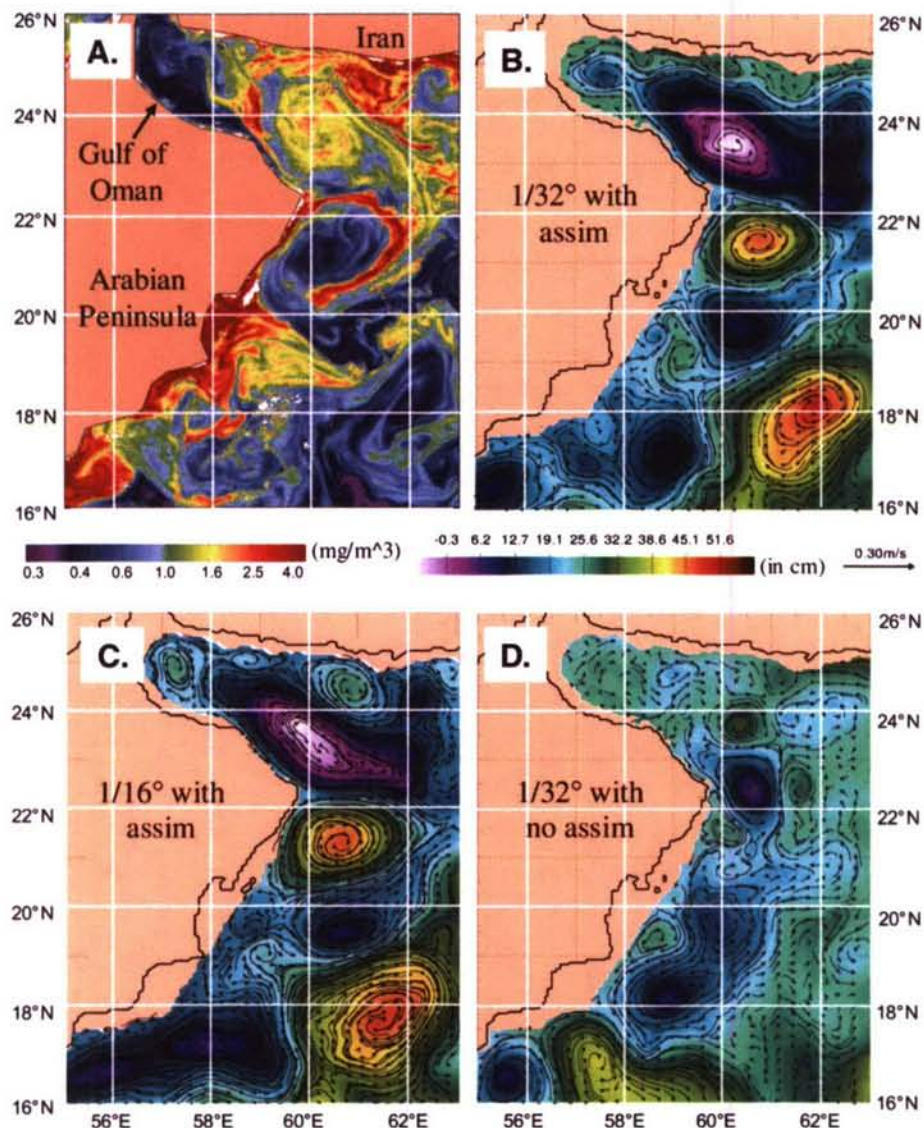 26°N
24°N
22°N
20°N
18°N
16°N
A.
Iran
Gulf of
Oman
Arabian
Peninsula
26°N
24°N
22°N
20°N
18°N
16°N
B.
1/32° with
assim
0.3 0.4 0.6 1.0 1.6 2.5 4.0
(mg/m^3)
-0.3 6.2 12.7 19.1 25.6 32.2 38.6 45.1 51.6
(in cm)
0.30m/s
26°N
24°N
22°N
20°N
18°N
16°N
C.
1/16° with
assim
56°E 58°E 60°E 62°E
26°N
24°N
22°N
20°N
18°N
16°N
D.
1/32° with
no assim
56°E 58°E 60°E 62°E